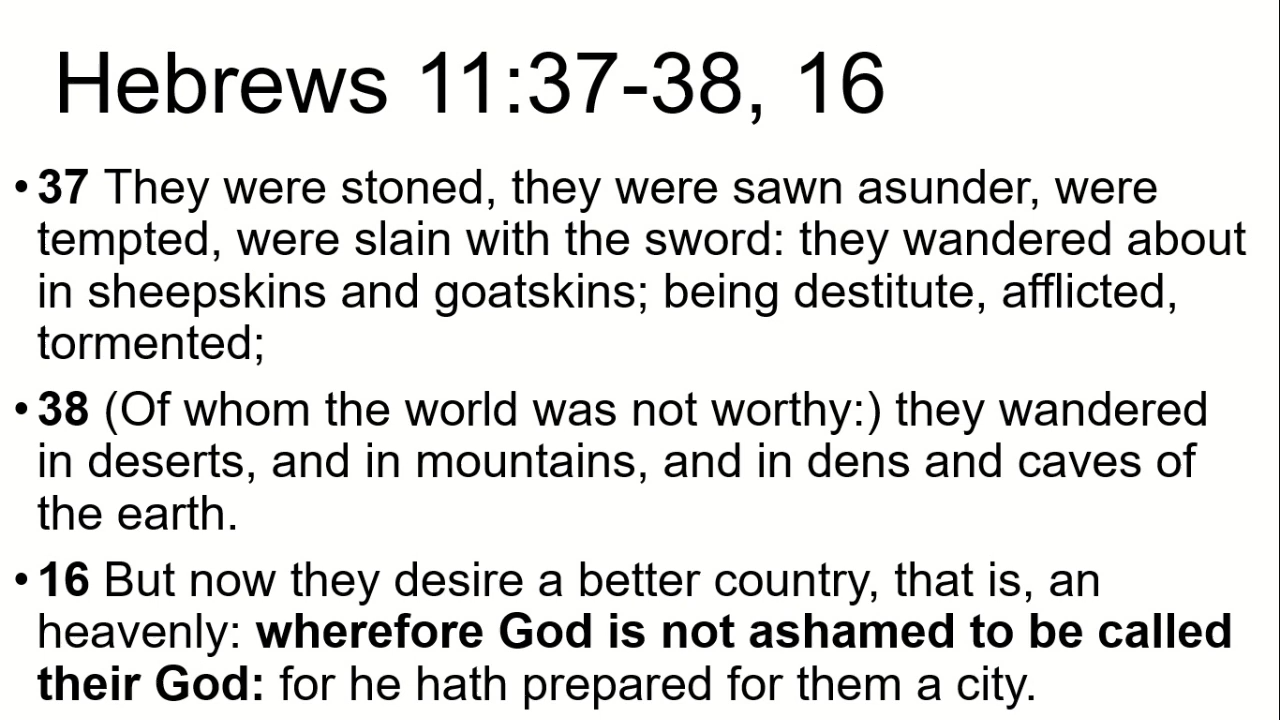 Hebrews 11:37-38, 16
• 37 They were stoned, they were sawn asunder, were
tempted, were slain with the sword: they wandered about
in sheepskins and goatskins; being destitute, afflicted,
tormented;
• 38 (Of whom the world was not worthy:) they wandered
in deserts, and in mountains, and in dens and caves of
the earth.
• 16 But now they desire a better country, that is, an
heavenly: wherefore God is not ashamed to be called
their God: for he hath prepared for them a city.